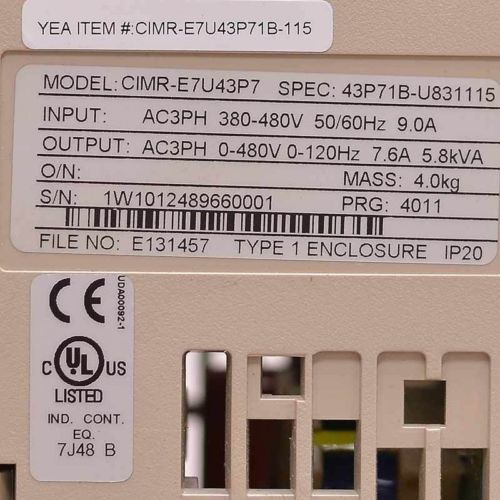 YEA ITEM #:CIMR-E7U43P71B-115
MODEL: CIMR-E7U43P7 SPEC: 43P71B-U831115
INPUT: AC3PH 380-480V 50/60Hz 9.0A
OUTPUT: AC3PH 0-480V 0-120Hz 7.6A 5.8kVA
O/N: MASS: 4.0kg
S/N: 1W1012489660001 PRG: 4011
FILE NO: E131457 TYPE 1 ENCLOSURE IP20
CE
UDA00092-1
C UL US
LISTED
IND. CONT.
EQ.
7J48 B